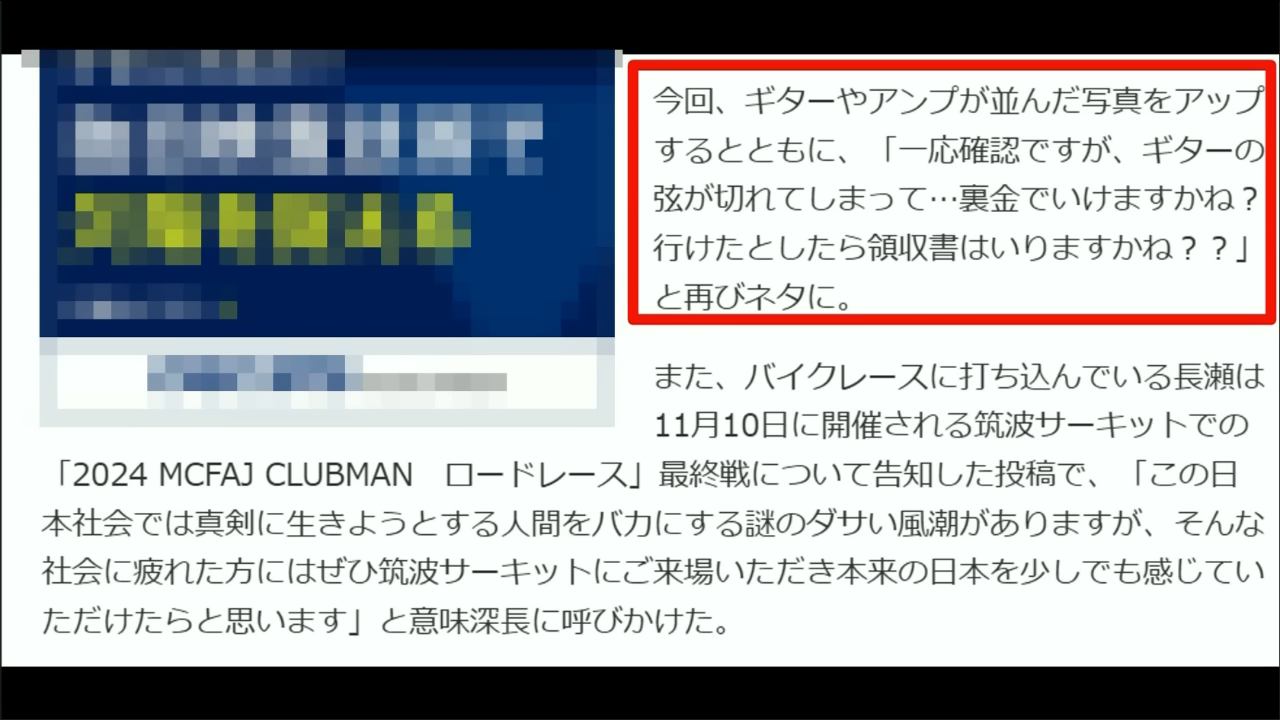 今回、ギターやアンプが並んだ写真をアップ
するとともに、「一応確認ですが、ギターの
弦が切れてしまって…裏金でいけますかね？
行けたとしたら領収書はいりますかね？？」
と再びネタに。
また、バイクレースに打ち込んでいる長瀬は
11月10日に開催される筑波サーキットでの
「2024 MCFAJ CLUBMAN　ロードレース」最終戦について告知した投稿で、「この日
本社会では真剣に生きようとする人間をバカにする謎のダサい風潮がありますが、そんな
社会に疲れた方にはぜひ筑波サーキットにご来場いただき本来の日本を少しでも感じてい
ただけたらと思います」と意味深長に呼びかけた。